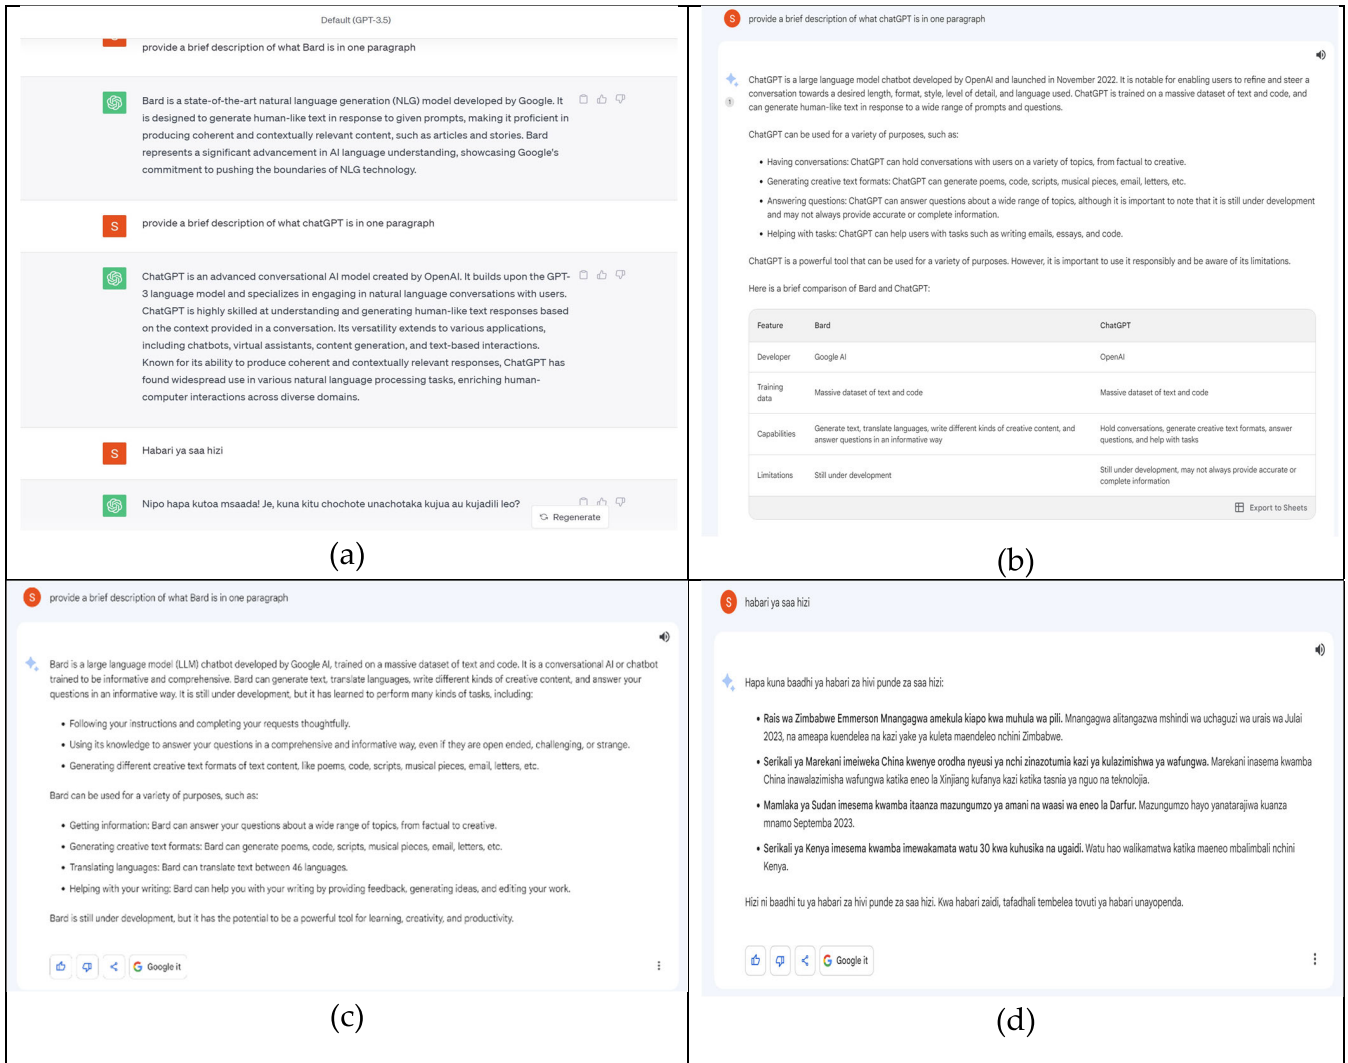 Default (GPT-3.5)
provide a brief description of what Bard is in one paragraph
Bard is a state-of-the-art natural language generation (NLG) model developed by Google. It
is designed to generate human-like text in response to given prompts, making it proficient in
producing coherent and contextually relevant content, such as articles and stories. Bard
represents a significant advancement in AI language understanding, showcasing Google's
commitment to pushing the boundaries of NLG technology.
S
provide a brief description of what chatGPT is in one paragraph
ChatGPT is an advanced conversational AI model created by OpenAI. It builds upon the GPT-
3 language model and specializes in engaging in natural language conversations with users.
ChatGPT is highly skilled at understanding and generating human-like text responses based
on the context provided in a conversation. Its versatility extends to various applications,
including chatbots, virtual assistants, content generation, and text-based interactions.
Known for its ability to produce coherent and contextually relevant responses, ChatGPT has
found widespread use in various natural language processing tasks, enriching human-
computer interactions across diverse domains.
S
Habari ya saa hizi
Nipo hapa kutoa msaada! Je, kuna kitu chochote unachotaka kujua au kujadili leo?
Regenerate
(a)
S
provide a brief description of what chatGPT is in one paragraph
ChatGPT is a large language model chatbot developed by OpenAI and launched in November 2022. It is notable for enabling users to refine and steer a
conversation towards a desired length, format, style, level of detail, and language used. ChatGPT is trained on a massive dataset of text and code, and
1
can generate human-like text in response to a wide range of prompts and questions.
ChatGPT can be used for a variety of purposes, such as:
• Having conversations: ChatGPT can hold conversations with users on a variety of topics, from factual to creative.
• Generating creative text formats: ChatGPT can generate poems, code, scripts, musical pieces, email, letters, etc.
• Answering questions: ChatGPT can answer questions about a wide range of topics, although it is important to note that it is still under development
and may not always provide accurate or complete information.
• Helping with tasks: ChatGPT can help users with tasks such as writing emails, essays, and code.
ChatGPT is a powerful tool that can be used for a variety of purposes. However, it is important to use it responsibly and be aware of its limitations.
Here is a brief comparison of Bard and ChatGPT:
Feature Bard ChatGPT
Developer Google AI OpenAI
Training
data Massive dataset of text and code Massive dataset of text and code
Capabilities Generate text, translate languages, write different kinds of creative content, and Hold conversations, generate creative text formats, answer
answer questions in an informative way questions, and help with tasks
Limitations Still under development Still under development, may not always provide accurate or
complete information
Export to Sheets
(b)
S
provide a brief description of what Bard is in one paragraph
Bard is a large language model (LLM) chatbot developed by Google AI, trained on a massive dataset of text and code. It is a conversational AI or chatbot
trained to be informative and comprehensive. Bard can generate text, translate languages, write different kinds of creative content, and answer your
questions in an informative way. It is still under development, but it has learned to perform many kinds of tasks, including:
• Following your instructions and completing your requests thoughtfully.
• Using its knowledge to answer your questions in a comprehensive and informative way, even if they are open ended, challenging, or strange.
• Generating different creative text formats of text content, like poems, code, scripts, musical pieces, email, letters, etc.
Bard can be used for a variety of purposes, such as:
• Getting information: Bard can answer your questions about a wide range of topics, from factual to creative.
• Generating creative text formats: Bard can generate poems, code, scripts, musical pieces, email, letters, etc.
• Translating languages: Bard can translate text between 46 languages.
• Helping with your writing: Bard can help you with your writing by providing feedback, generating ideas, and editing your work.
Bard is still under development, but it has the potential to be a powerful tool for learning, creativity, and productivity.
Google it
(c)
S
habari ya saa hizi
Hapa kuna baadhi ya habari za hivi punde za saa hizi:
• Rais wa Zimbabwe Emmerson Mnangagwa amekula kiapo kwa muhula wa pili. Mnangagwa alitangazwa mshindi wa uchaguzi wa urais wa Julai
2023, na ameapa kuendelea na kazi yake ya kuleta maendeleo nchini Zimbabwe.
• Serikali ya Marekani imeiweka China kwenye orodha nyeusi ya nchi zinazotumia kazi ya kulazimishwa ya wafungwa. Marekani inasema kwamba
China inawalazimisha wafungwa katika eneo la Xinjiang kufanya kazi katika tasnia ya nguo na teknolojia.
• Mamlaka ya Sudan imesema kwamba itaanza mazungumzo ya amani na waasi wa eneo la Darfur. Mazungumzo hayo yanatarajiwa kuanza
mnamo Septemba 2023.
• Serikali ya Kenya imesema kwamba imewakamata watu 30 kwa kuhusika na ugaidi. Watu hao walikamatwa katika maeneo mbalimbali nchini
Kenya.
Hizi ni baadhi tu ya habari za hivi punde za saa hizi. Kwa habari zaidi, tafadhali tembelea tovuti ya habari unayopenda.
Google it
(d)